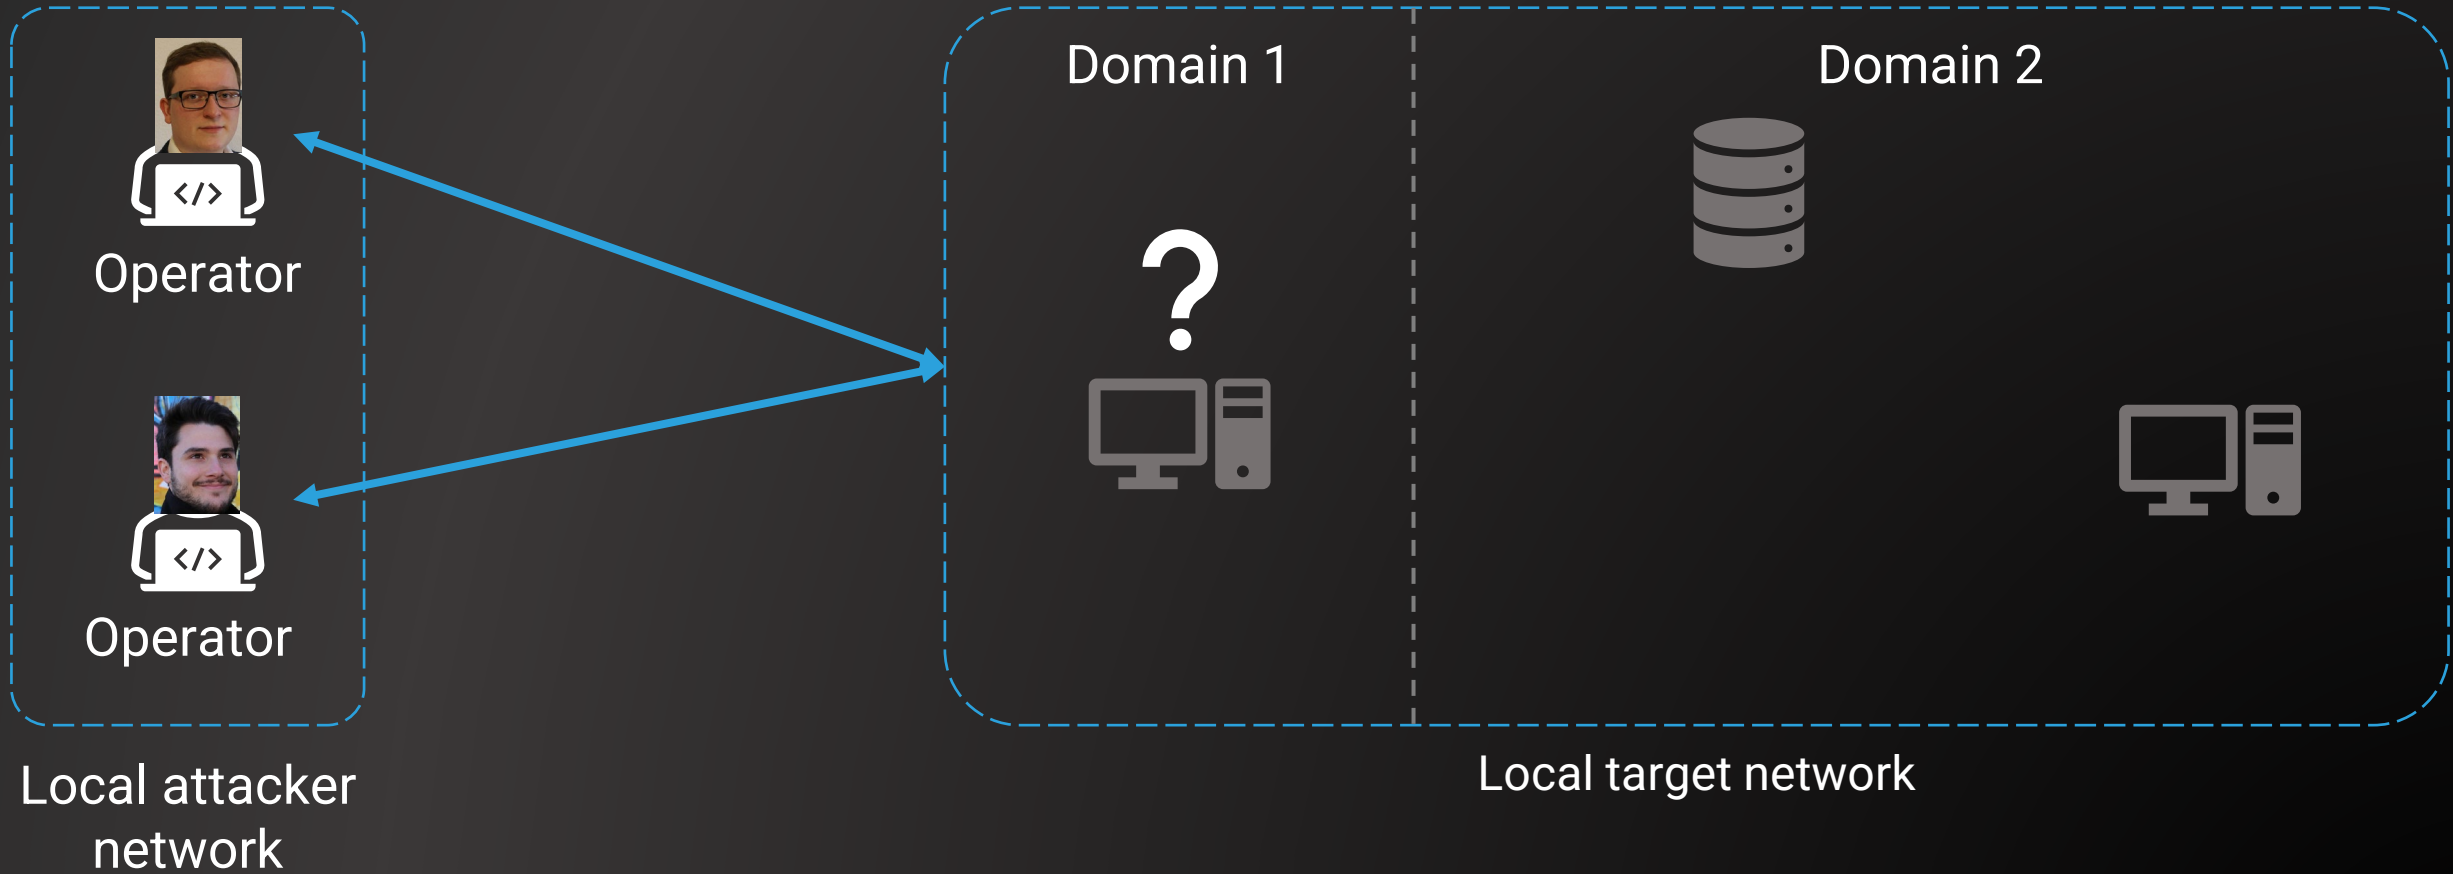 Domain 1
Domain 2
</>
?
Operator
</>
Operator
Local attacker
network
Local target network